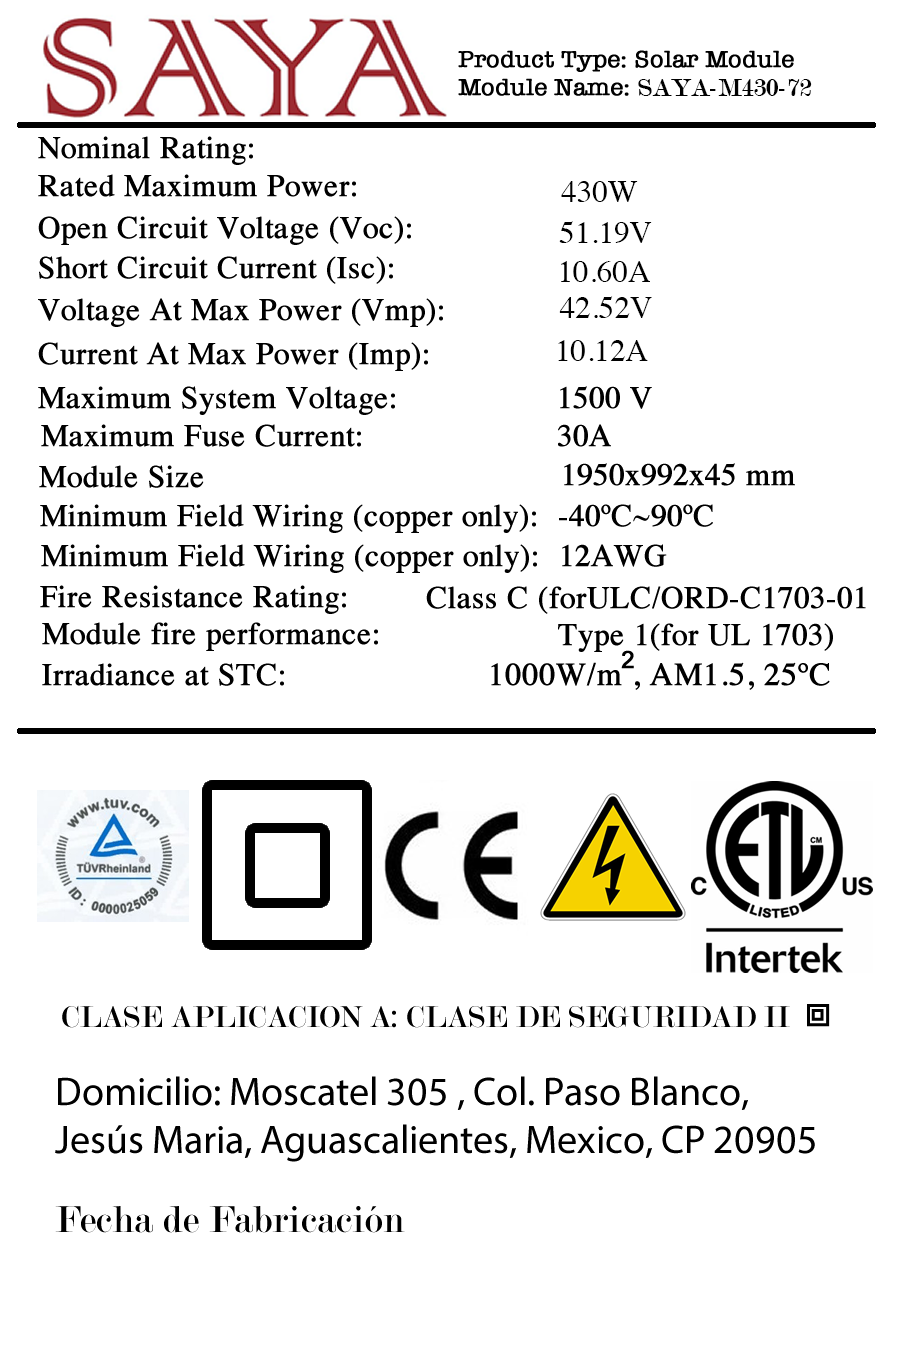 SAYA
Product Type: Solar Module
Module Name: SAYA-M430-72
Nominal Rating:
Rated Maximum Power: 430W
Open Circuit Voltage (Voc): 51.19V
Short Circuit Current (Isc): 10.60A
Voltage At Max Power (Vmp): 42.52V
Current At Max Power (Imp): 10.12A
Maximum System Voltage: 1500 V
Maximum Fuse Current: 30A
Module Size 1950x992x45 mm
Minimum Field Wiring (copper only): -40ºC~90ºC
Minimum Field Wiring (copper only): 12AWG
Fire Resistance Rating: Class C (forULC/ORD-C1703-01
Module fire performance: Type 1(for UL 1703)
Irradiance at STC: 1000W/m², AM1.5, 25ºC
www.tuv.com
TÜVRheinland®
ID: 0000025059
CE
C ETL CM US
LISTED
Intertek
CLASE APLICACION A: CLASE DE SEGURIDAD II
Domicilio: Moscatel 305 , Col. Paso Blanco,
Jesús Maria, Aguascalientes, Mexico, CP 20905
Fecha de Fabricación